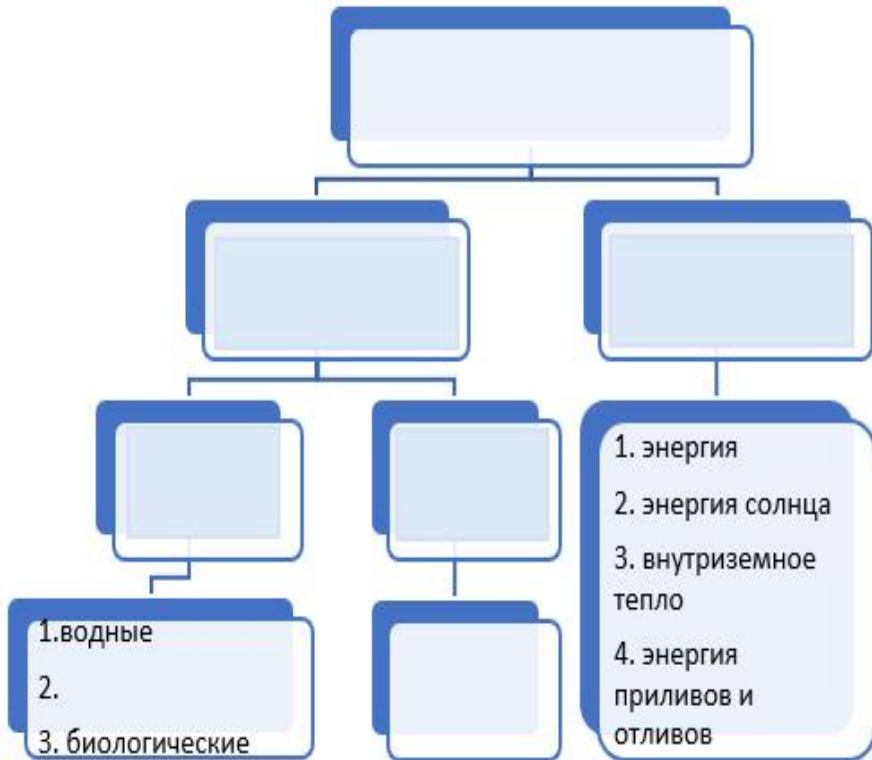 1. энергия
2. энергия солнца
3. внутриземное
тепло
4. энергия
приливов и
отливов
1.водные
2.
3. биологические